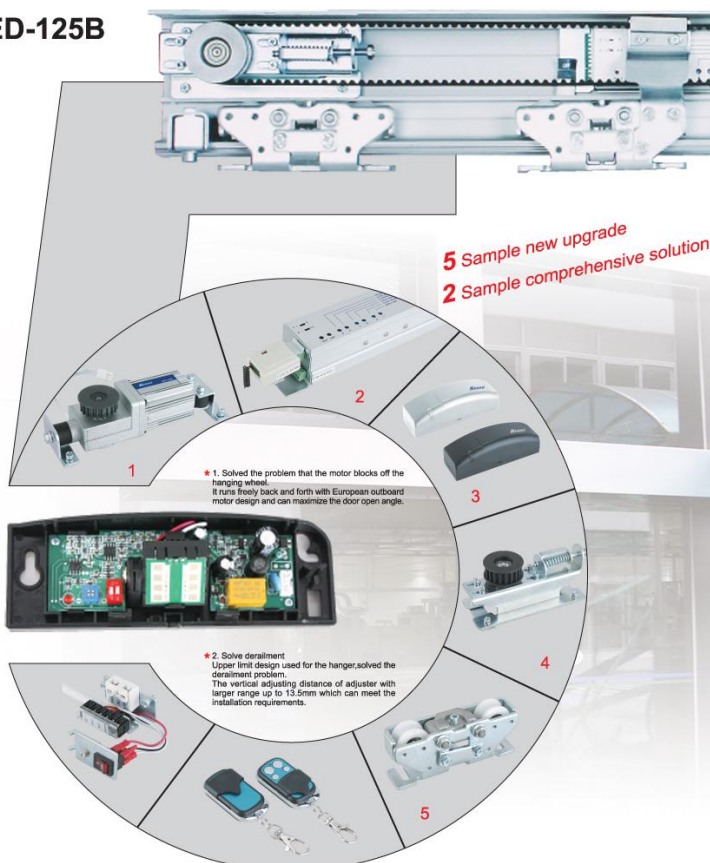 ED-125B
5 Sample new upgrade
2 Sample comprehensive solution
2
1
3
* 1. Solved the problem that the motor blocks off the
hanging wheel.
It runs freely back and forth with European outboard
motor design and can maximize the door open angle.
4
* 2. Solve derailment
Upper limit design used for the hanger,solved the
derailment problem.
The vertical adjusting distance of adjuster with
larger range up to 13.5mm which can meet the
installation requirements.
5